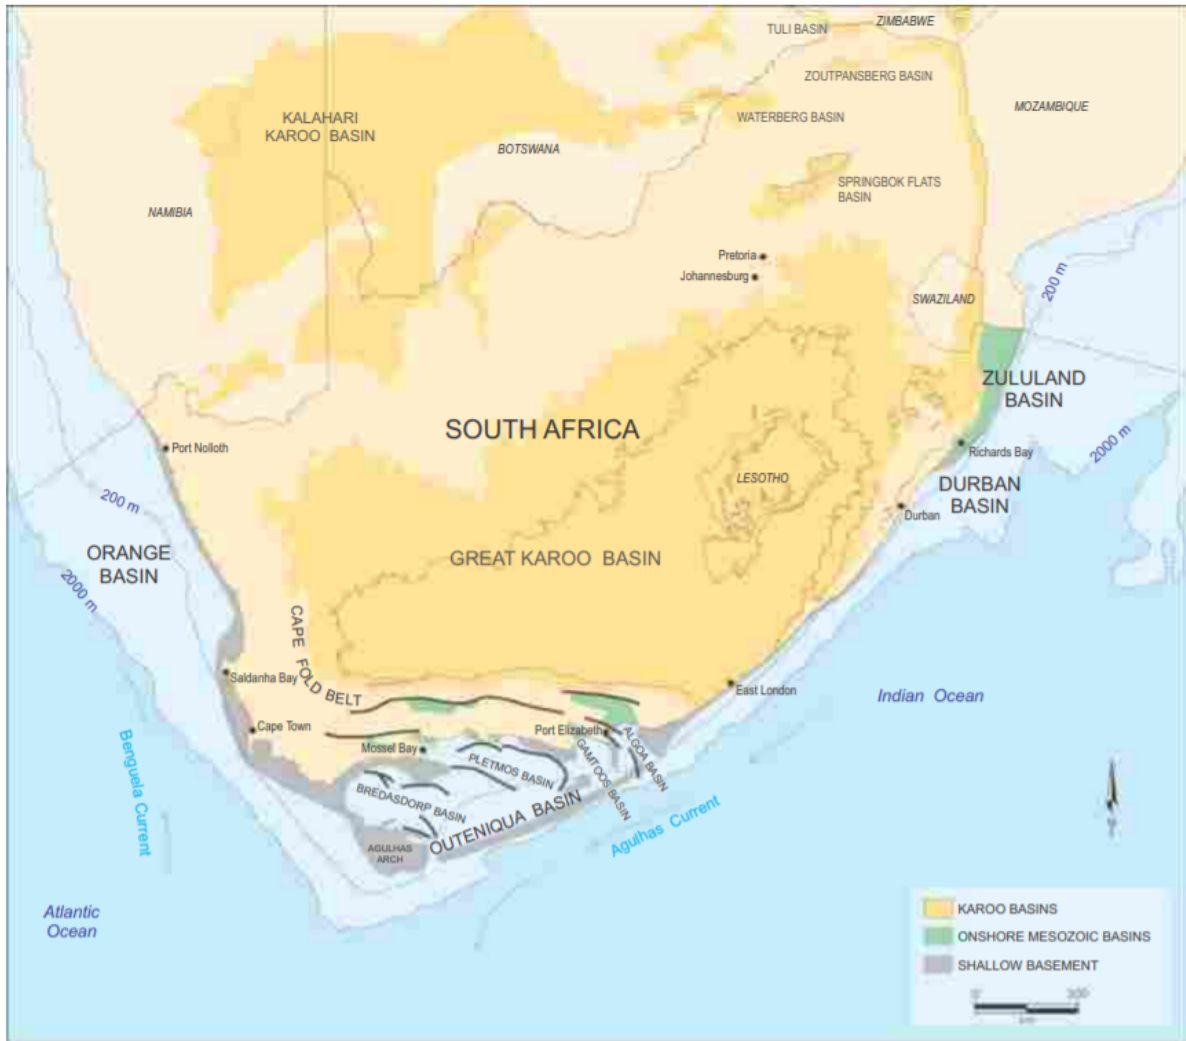 ZIMBABWE
TULI BASIN
ZOUTPANSBERG BASIN
MOZAMBIQUE
KALAHARI
KAROO BASIN
WATERBERG BASIN
BOTSWANA
SPRINGBOK FLATS
BASIN
NAMIBIA
Pretoria
Johannesburg
200 m
SWAZILAND
ZULULAND
BASIN
SOUTH AFRICA
Port Nolloth
2000 m
Richards Bay
LESOTHO
DURBAN
BASIN
200 m
Durban
ORANGE
BASIN
GREAT KAROO BASIN
2000 m
CAPE FOLD BELT
Saldanha Bay
East London
Indian Ocean
Cape Town
Port Elizabeth
Mossel Bay
ALGOA BASIN
GAMTOOS BASIN
PLETMOS BASIN
BREDASDORP BASIN
OUTENIQUA BASIN
Benguela Current
Agulhas Current
AGULHAS
ARCH
Atlantic
Ocean
KAROO BASINS
ONSHORE MESOZOIC BASINS
SHALLOW BASEMENT